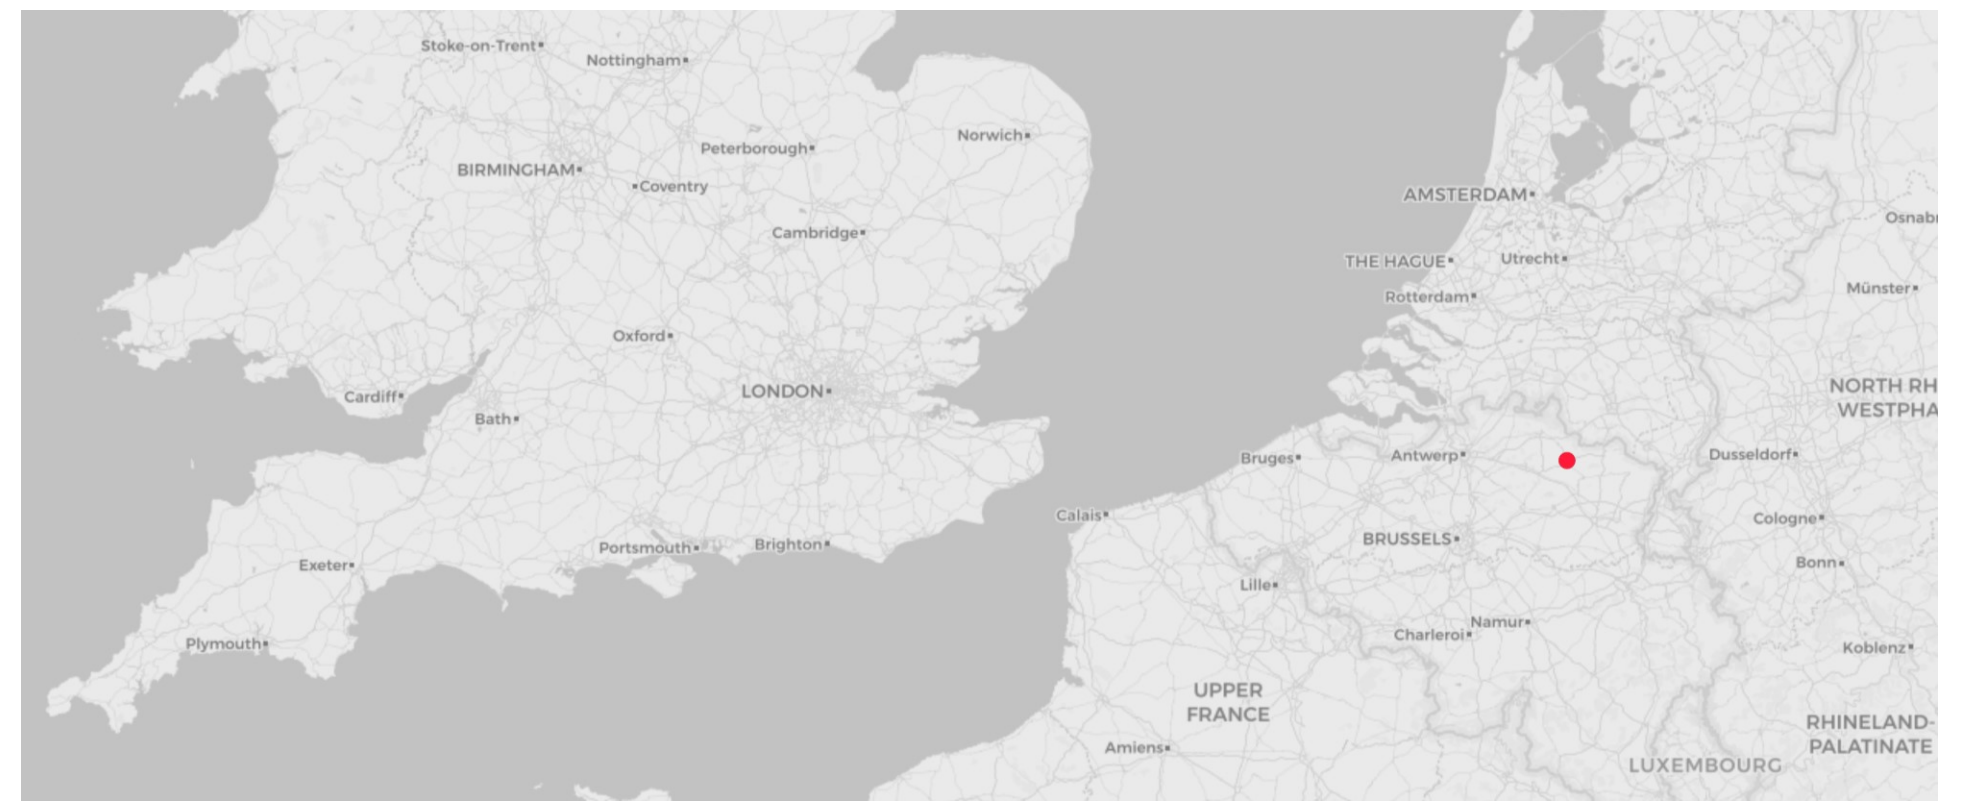 Stoke-on-Trent
Nottingham
Norwich
Peterborough
BIRMINGHAM
Coventry
AMSTERDAM
Osnabr
Cambridge
THE HAGUE
Utrecht
Münster
Rotterdam
Oxford
LONDON
NORTH RH
WESTPHA
Cardiff
Bath
Bruges
Antwerp
Dusseldorf
Calais
Cologne
Portsmouth
Brighton
BRUSSELS
Exeter
Bonn
Lille
Namur
Charleroi
Plymouth
Koblenz
UPPER
FRANCE
RHINELAND-
PALATINATE
Amiens
LUXEMBOURG